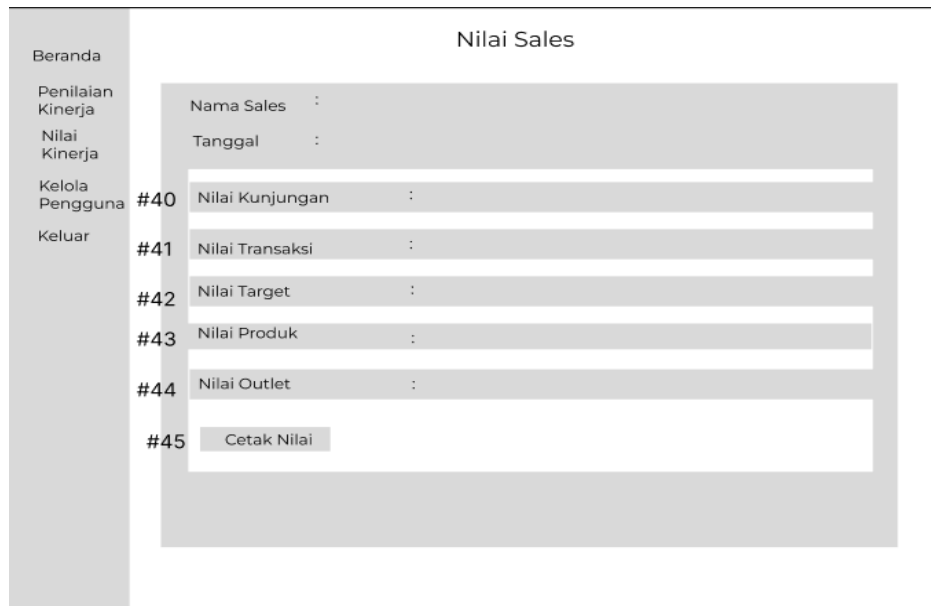 Nilai Sales
Beranda
Penilaian
Kinerja
Nilai
Kinerja
Kelola
Pengguna
Keluar
Nama Sales :
Tanggal :
#40 Nilai Kunjungan :
#41 Nilai Transaksi :
#42 Nilai Target :
#43 Nilai Produk :
#44 Nilai Outlet :
#45 Cetak Nilai